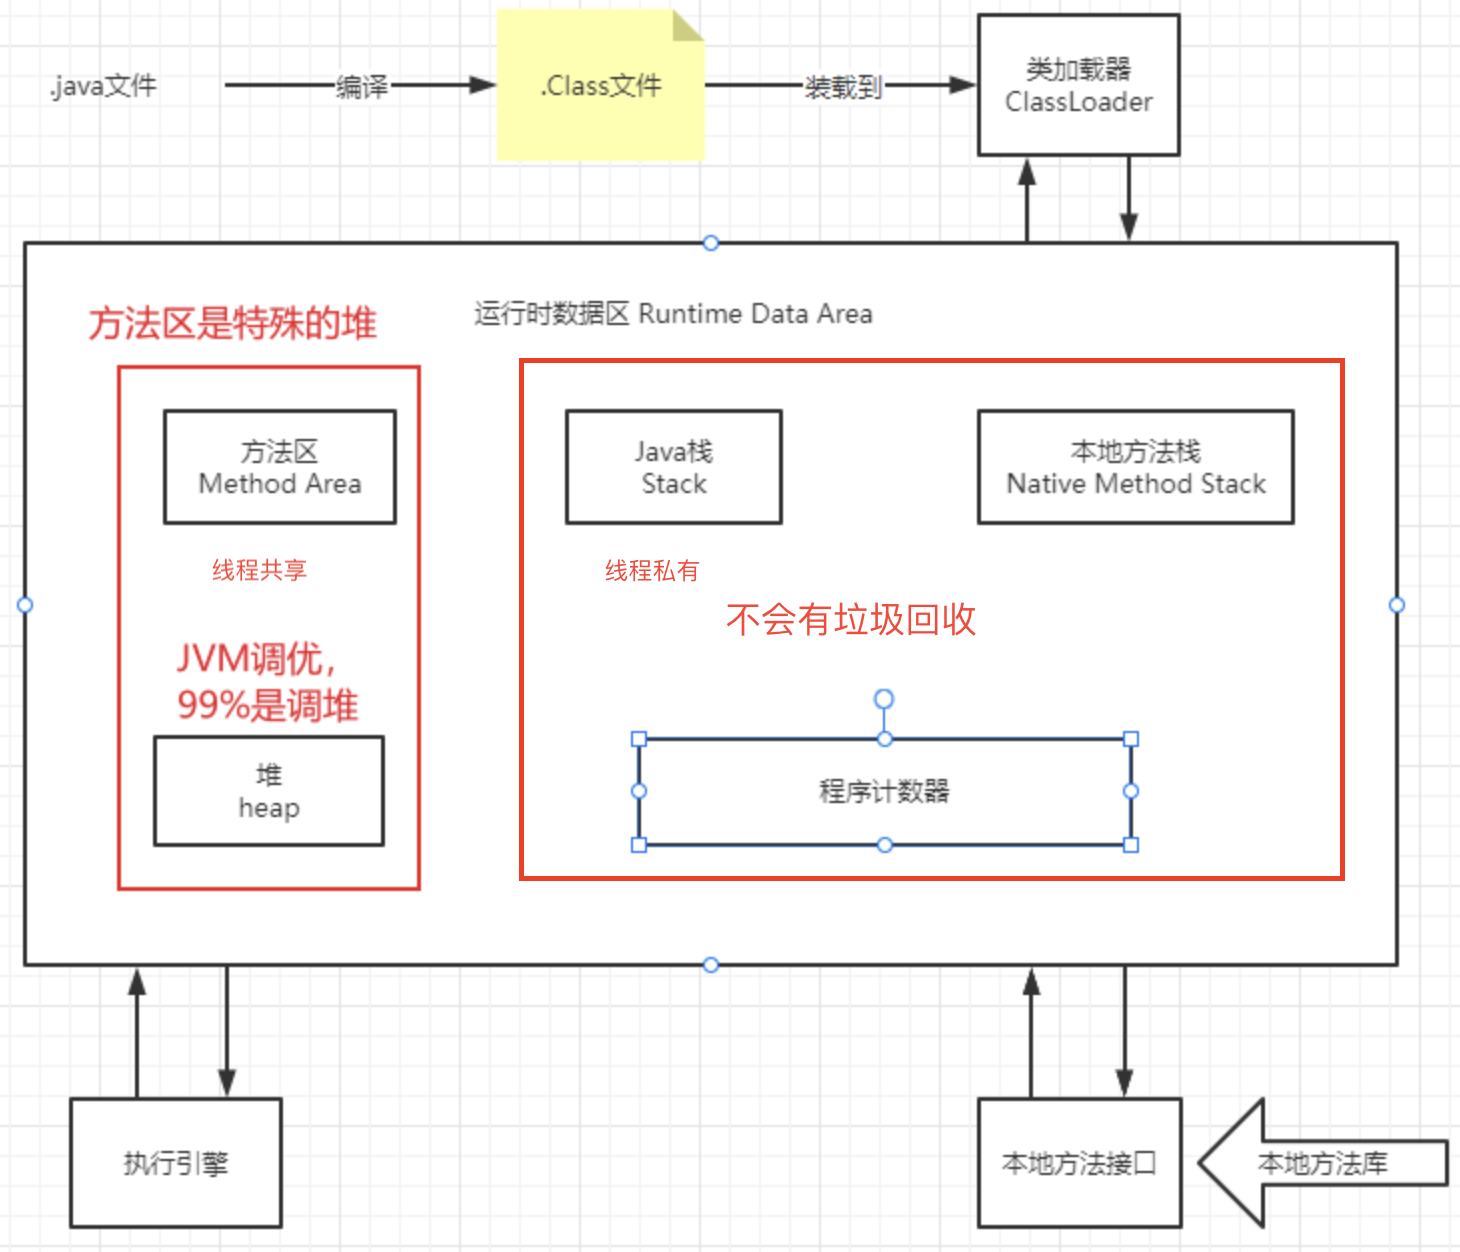 .java文件
编译
.Class文件
装载到
类加载器
ClassLoader
方法区是特殊的堆
运行时数据区 Runtime Data Area
方法区
Method Area
Java栈
Stack
本地方法栈
Native Method Stack
线程共享
线程私有
不会有垃圾回收
JVM调优，
99%是调堆
堆
heap
程序计数器
执行引擎
本地方法接口
本地方法库